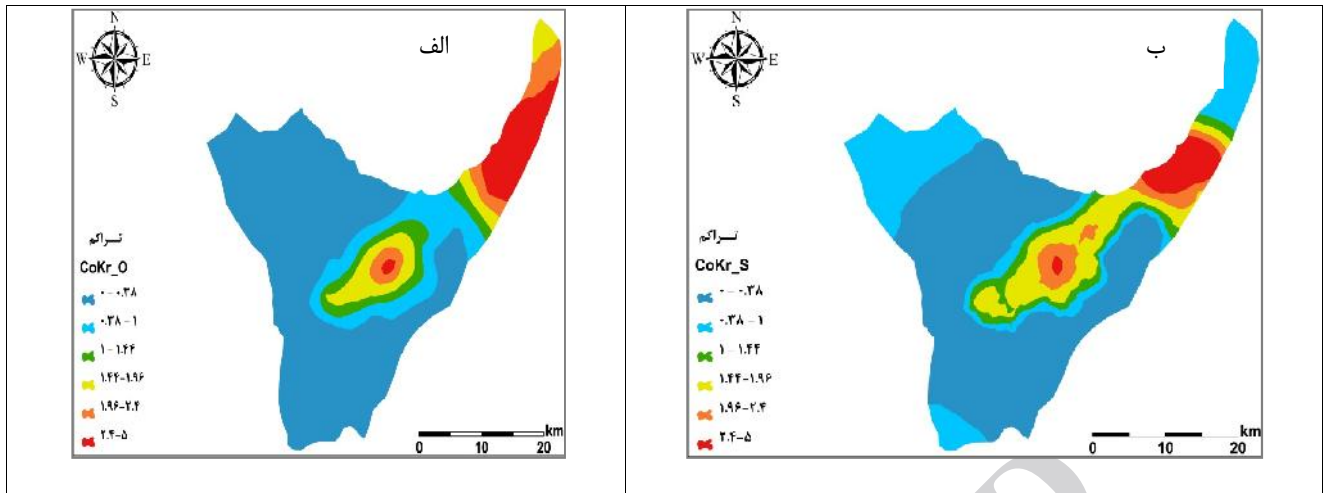 الف
N
W E
S
تراکم
CoKr_O
۰ – ۰.۳۸
۰.۳۸ – ۱
۱ – ۱.۴۴
۱.۴۴–۱.۹۶
۱.۹۶–۲.۴
۲.۴–۵
km
0 10 20
ب
N
W E
S
تراکم
CoKr_S
۰ – ۰.۳۸
۰.۳۸ – ۱
۱ – ۱.۴۴
۱.۴۴–۱.۹۶
۱.۹۶–۲.۴
۲.۴–۵
km
0 10 20